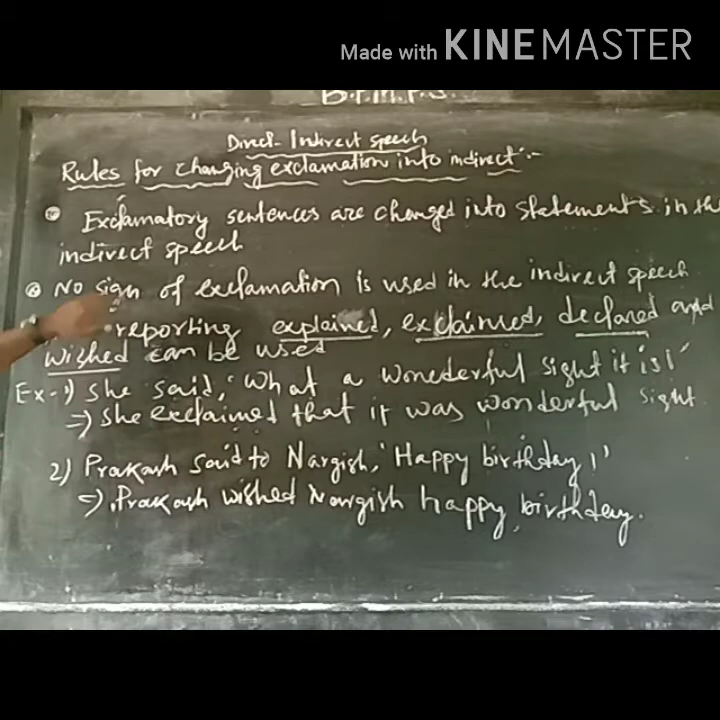 Made with KINEMASTER
B.P.M.P.S.
Direct- Indirect speech
Rules for changing exclamation into indirect :-
Exclamatory sentences are changed into statements in the
indirect speech
No sign of exclamation is used in the indirect speech
reporting explained, exclaimed, declared and
wished can be used
Ex-1) She said, 'What a wonederful sight it is!'
=> She exclaimed that it was wonderful sight.
2) Prakash said to Nargish, 'Happy birthday!'
=> Prakash wished Nargish happy birthday.